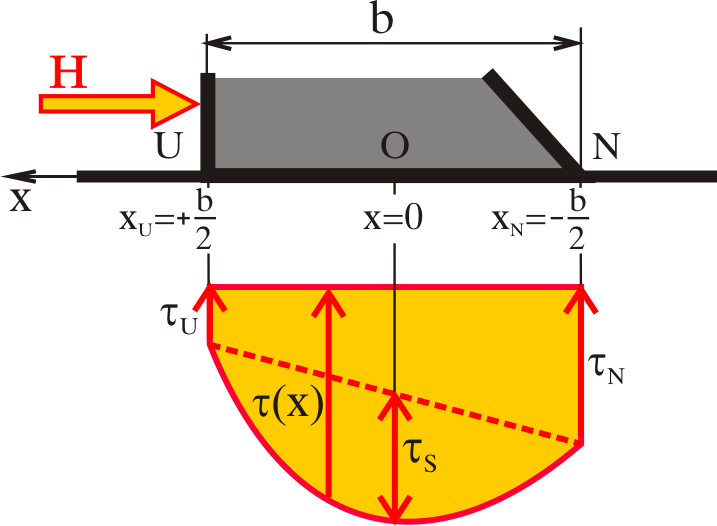 b
H
U O N
x
x_U=+b/2 x=0 x_N=-b/2
τ_U
τ_N
τ(x)
τ_S